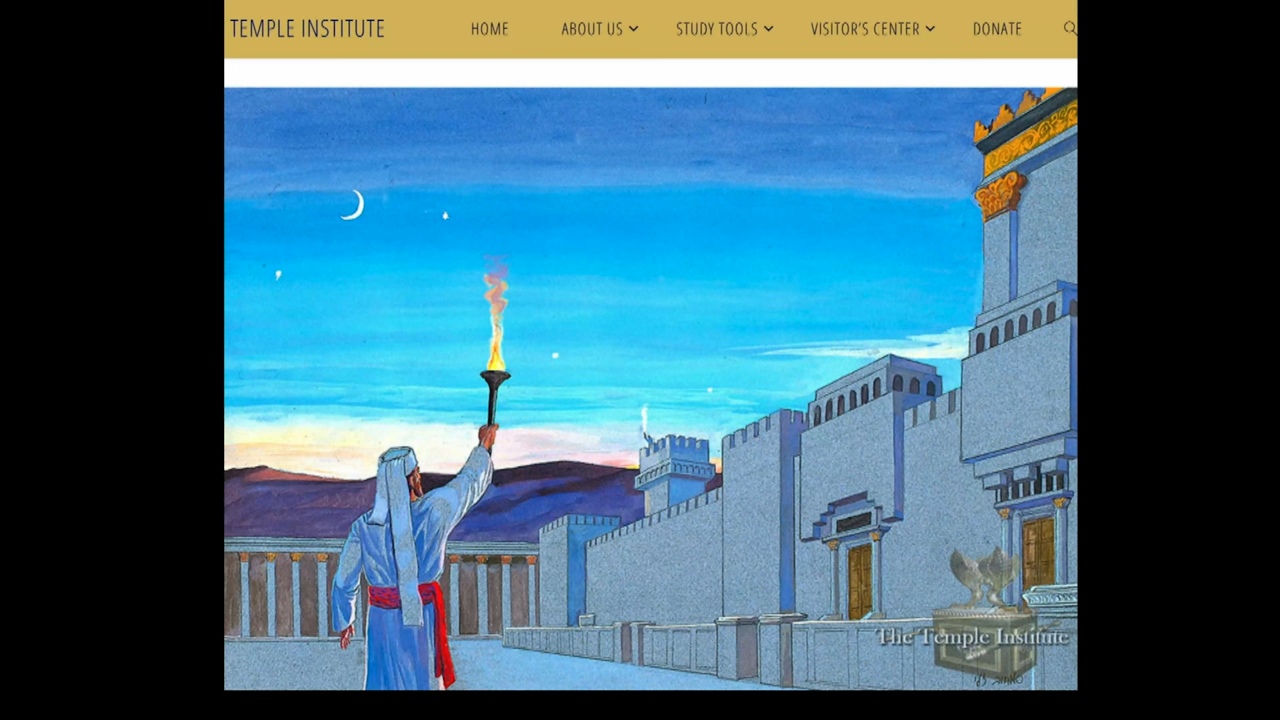 TEMPLE INSTITUTE HOME ABOUT US STUDY TOOLS VISITOR'S CENTER DONATE
The Temple Institute